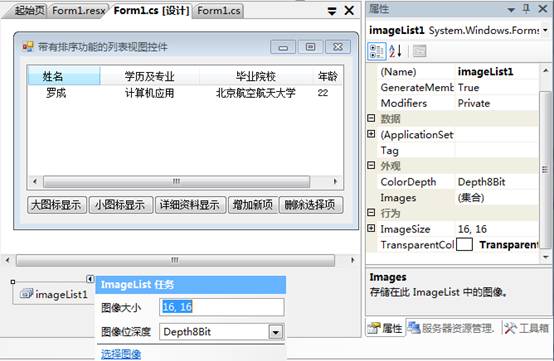 起始页 Form1.resx Form1.cs [设计] Form1.cs
带有排序功能的列表视图控件
姓名 学历及专业 毕业院校 年龄
罗成 计算机应用 北京航空航天大学 22
大图标显示 小图标显示 详细资料显示 增加新项 删除选择项
imageList1
ImageList 任务
图像大小 16, 16
图像位深度 Depth8Bit
选择图像
属性
imageList1 System.Windows.Forms
(Name) imageList1
GenerateMemb True
Modifiers Private
数据
(ApplicationSet
Tag
外观
ColorDepth Depth8Bit
Images (集合)
行为
ImageSize 16, 16
TransparentCol Transparent
Images
存储在此 ImageList 中的图像。
属性 服务器资源管理. 工具箱